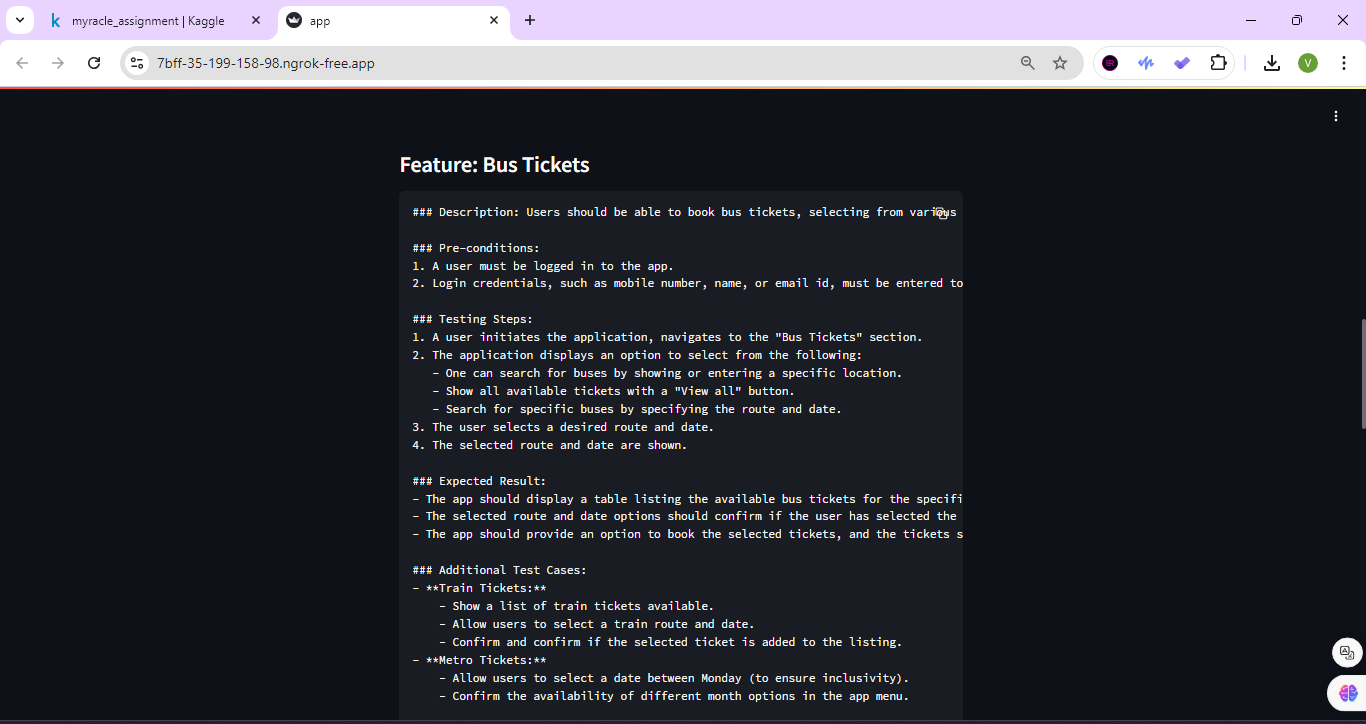 myracle_assignment | Kaggle
app
7bff-35-199-158-98.ngrok-free.app
V
Feature: Bus Tickets
### Description: Users should be able to book bus tickets, selecting from various
### Pre-conditions:
1. A user must be logged in to the app.
2. Login credentials, such as mobile number, name, or email id, must be entered to
### Testing Steps:
1. A user initiates the application, navigates to the "Bus Tickets" section.
2. The application displays an option to select from the following:
- One can search for buses by showing or entering a specific location.
- Show all available tickets with a "View all" button.
- Search for specific buses by specifying the route and date.
3. The user selects a desired route and date.
4. The selected route and date are shown.
### Expected Result:
- The app should display a table listing the available bus tickets for the specifi
- The selected route and date options should confirm if the user has selected the
- The app should provide an option to book the selected tickets, and the tickets s
### Additional Test Cases:
- **Train Tickets:**
- Show a list of train tickets available.
- Allow users to select a train route and date.
- Confirm and confirm if the selected ticket is added to the listing.
- **Metro Tickets:**
- Allow users to select a date between Monday (to ensure inclusivity).
- Confirm the availability of different month options in the app menu.